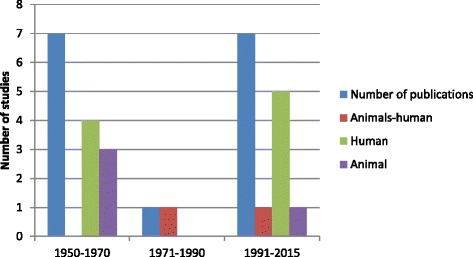 Number of studies
8
7
6
5
4
3
2
1
0
1950-1970
1971-1990
1991-2015
Number of publications
Animals-human
Human
Animal